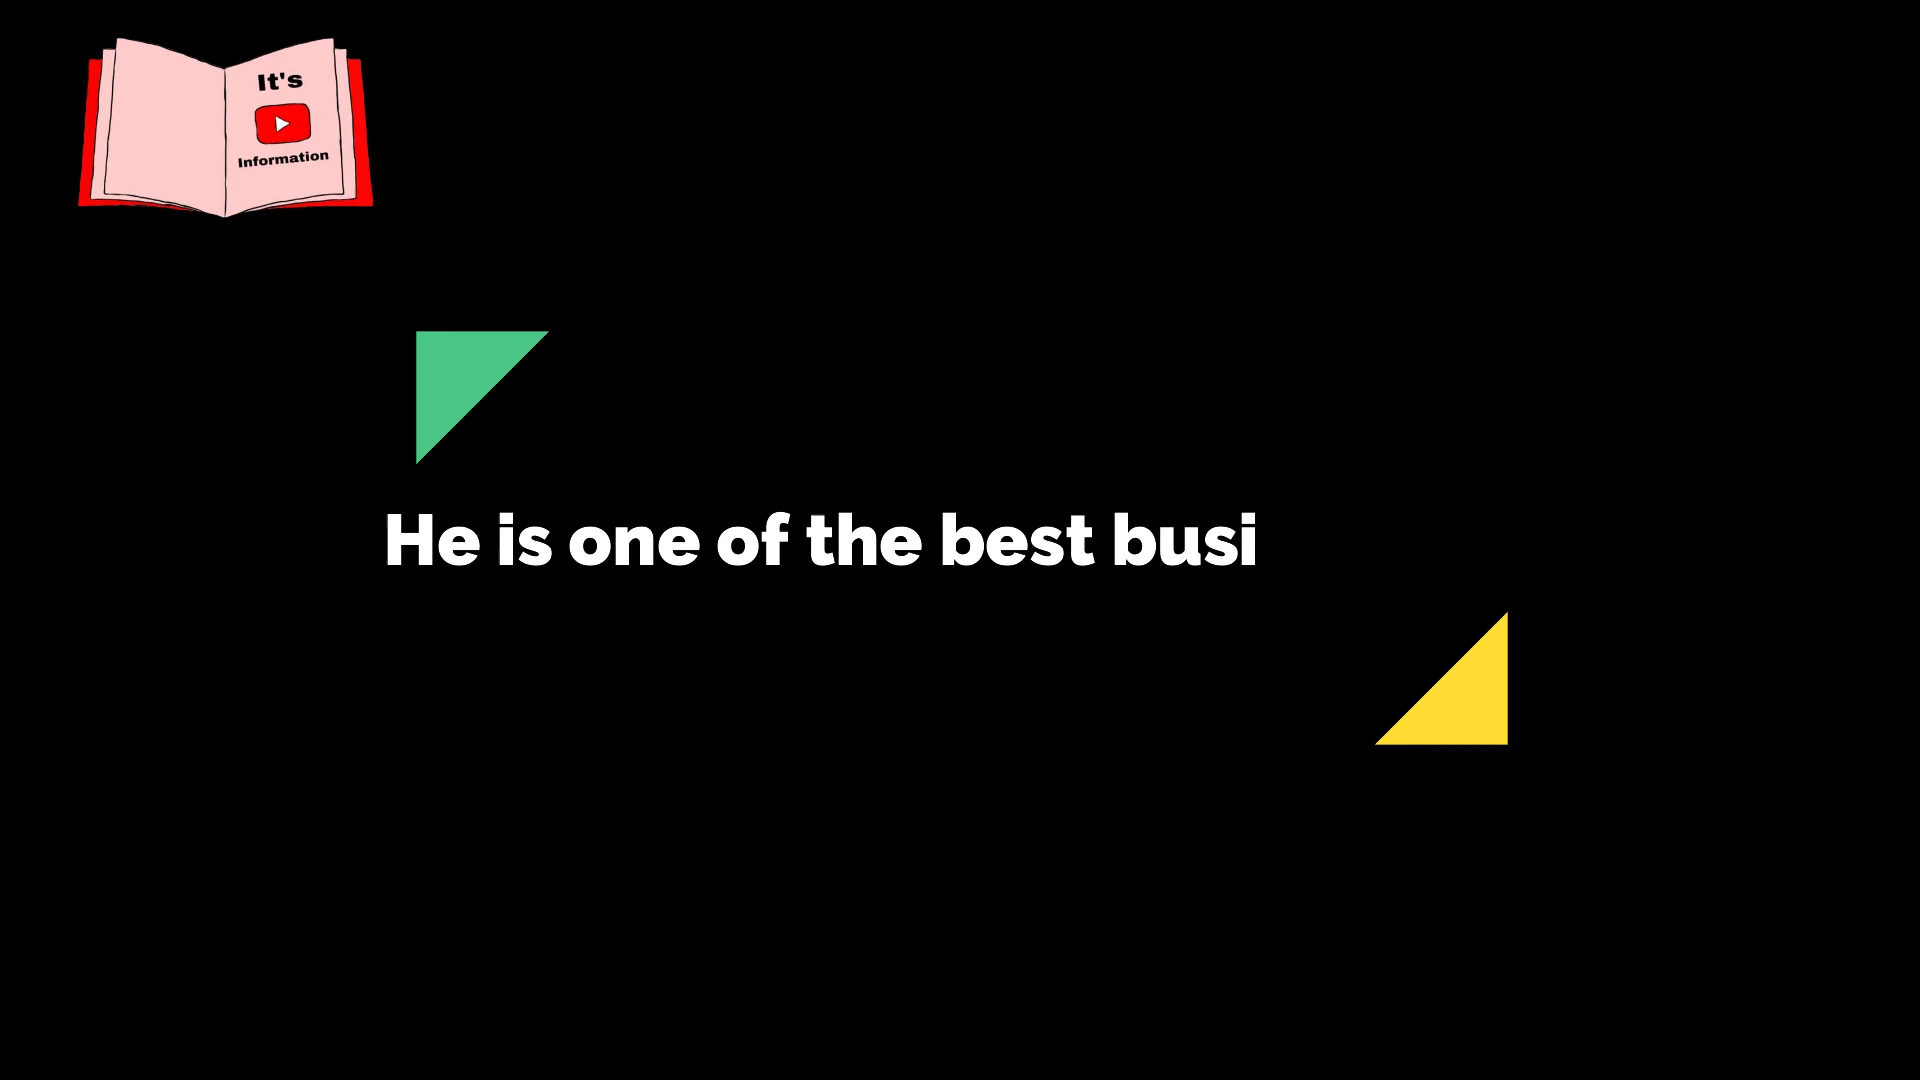 It's
Information
He is one of the best busi